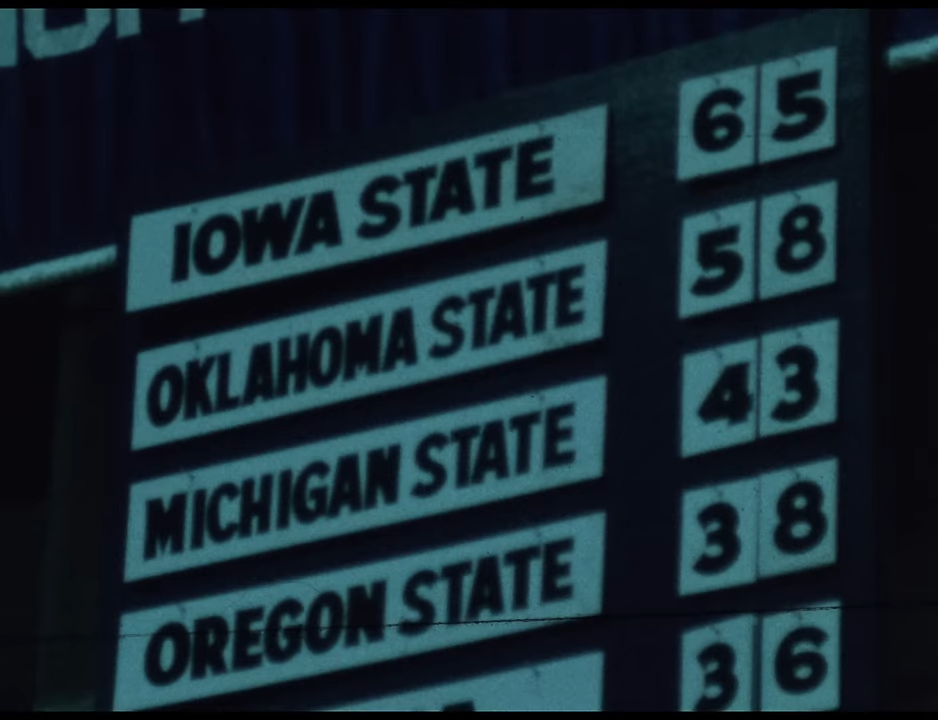 IOWA STATE 65
OKLAHOMA STATE 58
MICHIGAN STATE 43
OREGON STATE 38
36